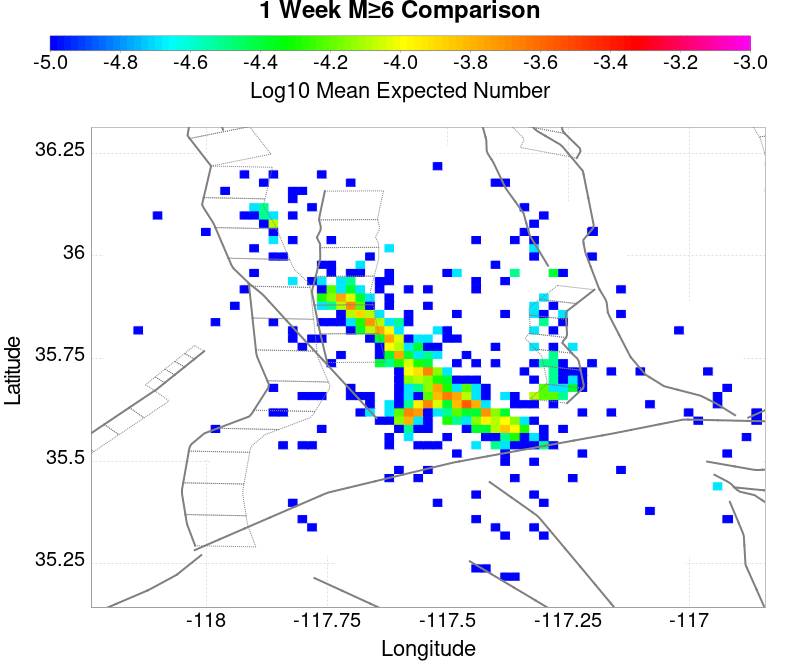 1 Week M≥6 Comparison
-5.0 -4.8 -4.6 -4.4 -4.2 -4.0 -3.8 -3.6 -3.4 -3.2 -3.0
Log10 Mean Expected Number
36.25
36
35.75
35.5
35.25
Latitude
-118 -117.75 -117.5 -117.25 -117
Longitude